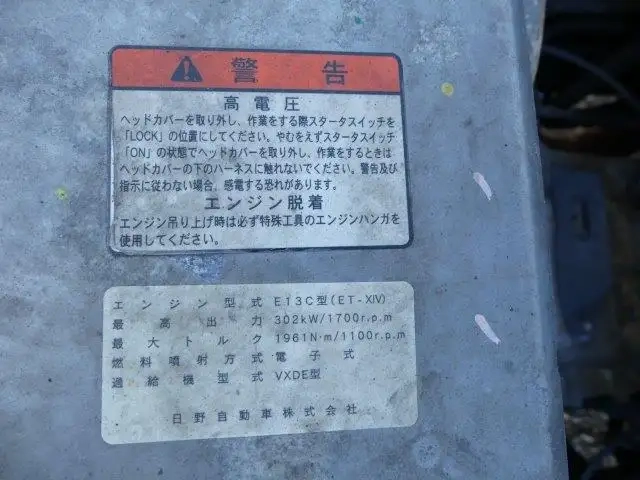 警告
高電圧
ヘッドカバーを取り外し、作業をする際スタータスイッチを
「LOCK」の位置にしてください。やむをえずスタータスイッチ
「ON」の状態でヘッドカバーを取り外し、作業をするときは
ヘッドカバーの下のハーネスに触れないでください。警告及び
指示に従わない場合、感電する恐れがあります。
エンジン脱着
エンジン吊り上げ時は必ず特殊工具のエンジンハンガを
使用してください。
エンジン型式 E13C型(ET-XIV)
最高出力 302kW/1700r.p.m
最大トルク 1961N·m/1100r.p.m
燃料噴射方式 電子式
過給機型式 VXDE型
日野自動車株式会社